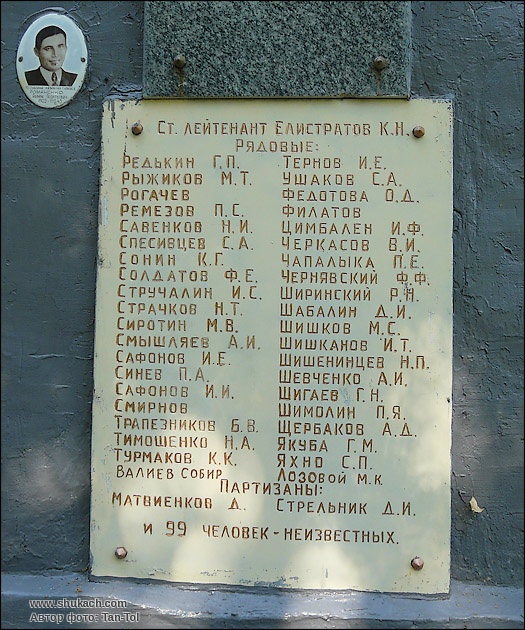 Ст. лейтенант Елистратов К.Н.
Рядовые:
Редькин Г.П.
Рыжиков М.Т.
Рогачев
Ремезов П.С.
Савенков Н.И.
Спесивцев С.А.
Сонин К.Г.
Солдатов Ф.Е.
Стручалин И.С.
Страчков Н.Т.
Сиротин М.В.
Смышляев А.И.
Сафонов И.Е.
Синев П.А.
Сафонов И.И.
Смирнов
Трапезников Б.В.
Тимошенко Н.А.
Турмаков К.К.
Валиев Собир
Тернов И.Е.
Ушаков С.А.
Федотова О.Д.
Филатов
Цимбален И.Ф.
Черкасов В.И.
Чапалыка П.Е.
Чернявский Ф.Ф.
Ширинский Р.Н.
Шабалин Д.И.
Шишков М.С.
Шишканов И.Т.
Шишенинцев Н.П.
Шевченко А.И.
Шигаев Г.Н.
Шимолин П.Я.
Щербаков А.Д.
Якуба Г.М.
Яхно С.П.
Лозовой М.К.
Партизаны:
Матвиенков Д. Стрельник Д.И.
и 99 человек - неизвестных.
www.shukach.com
Автор фото: Tan-Tol